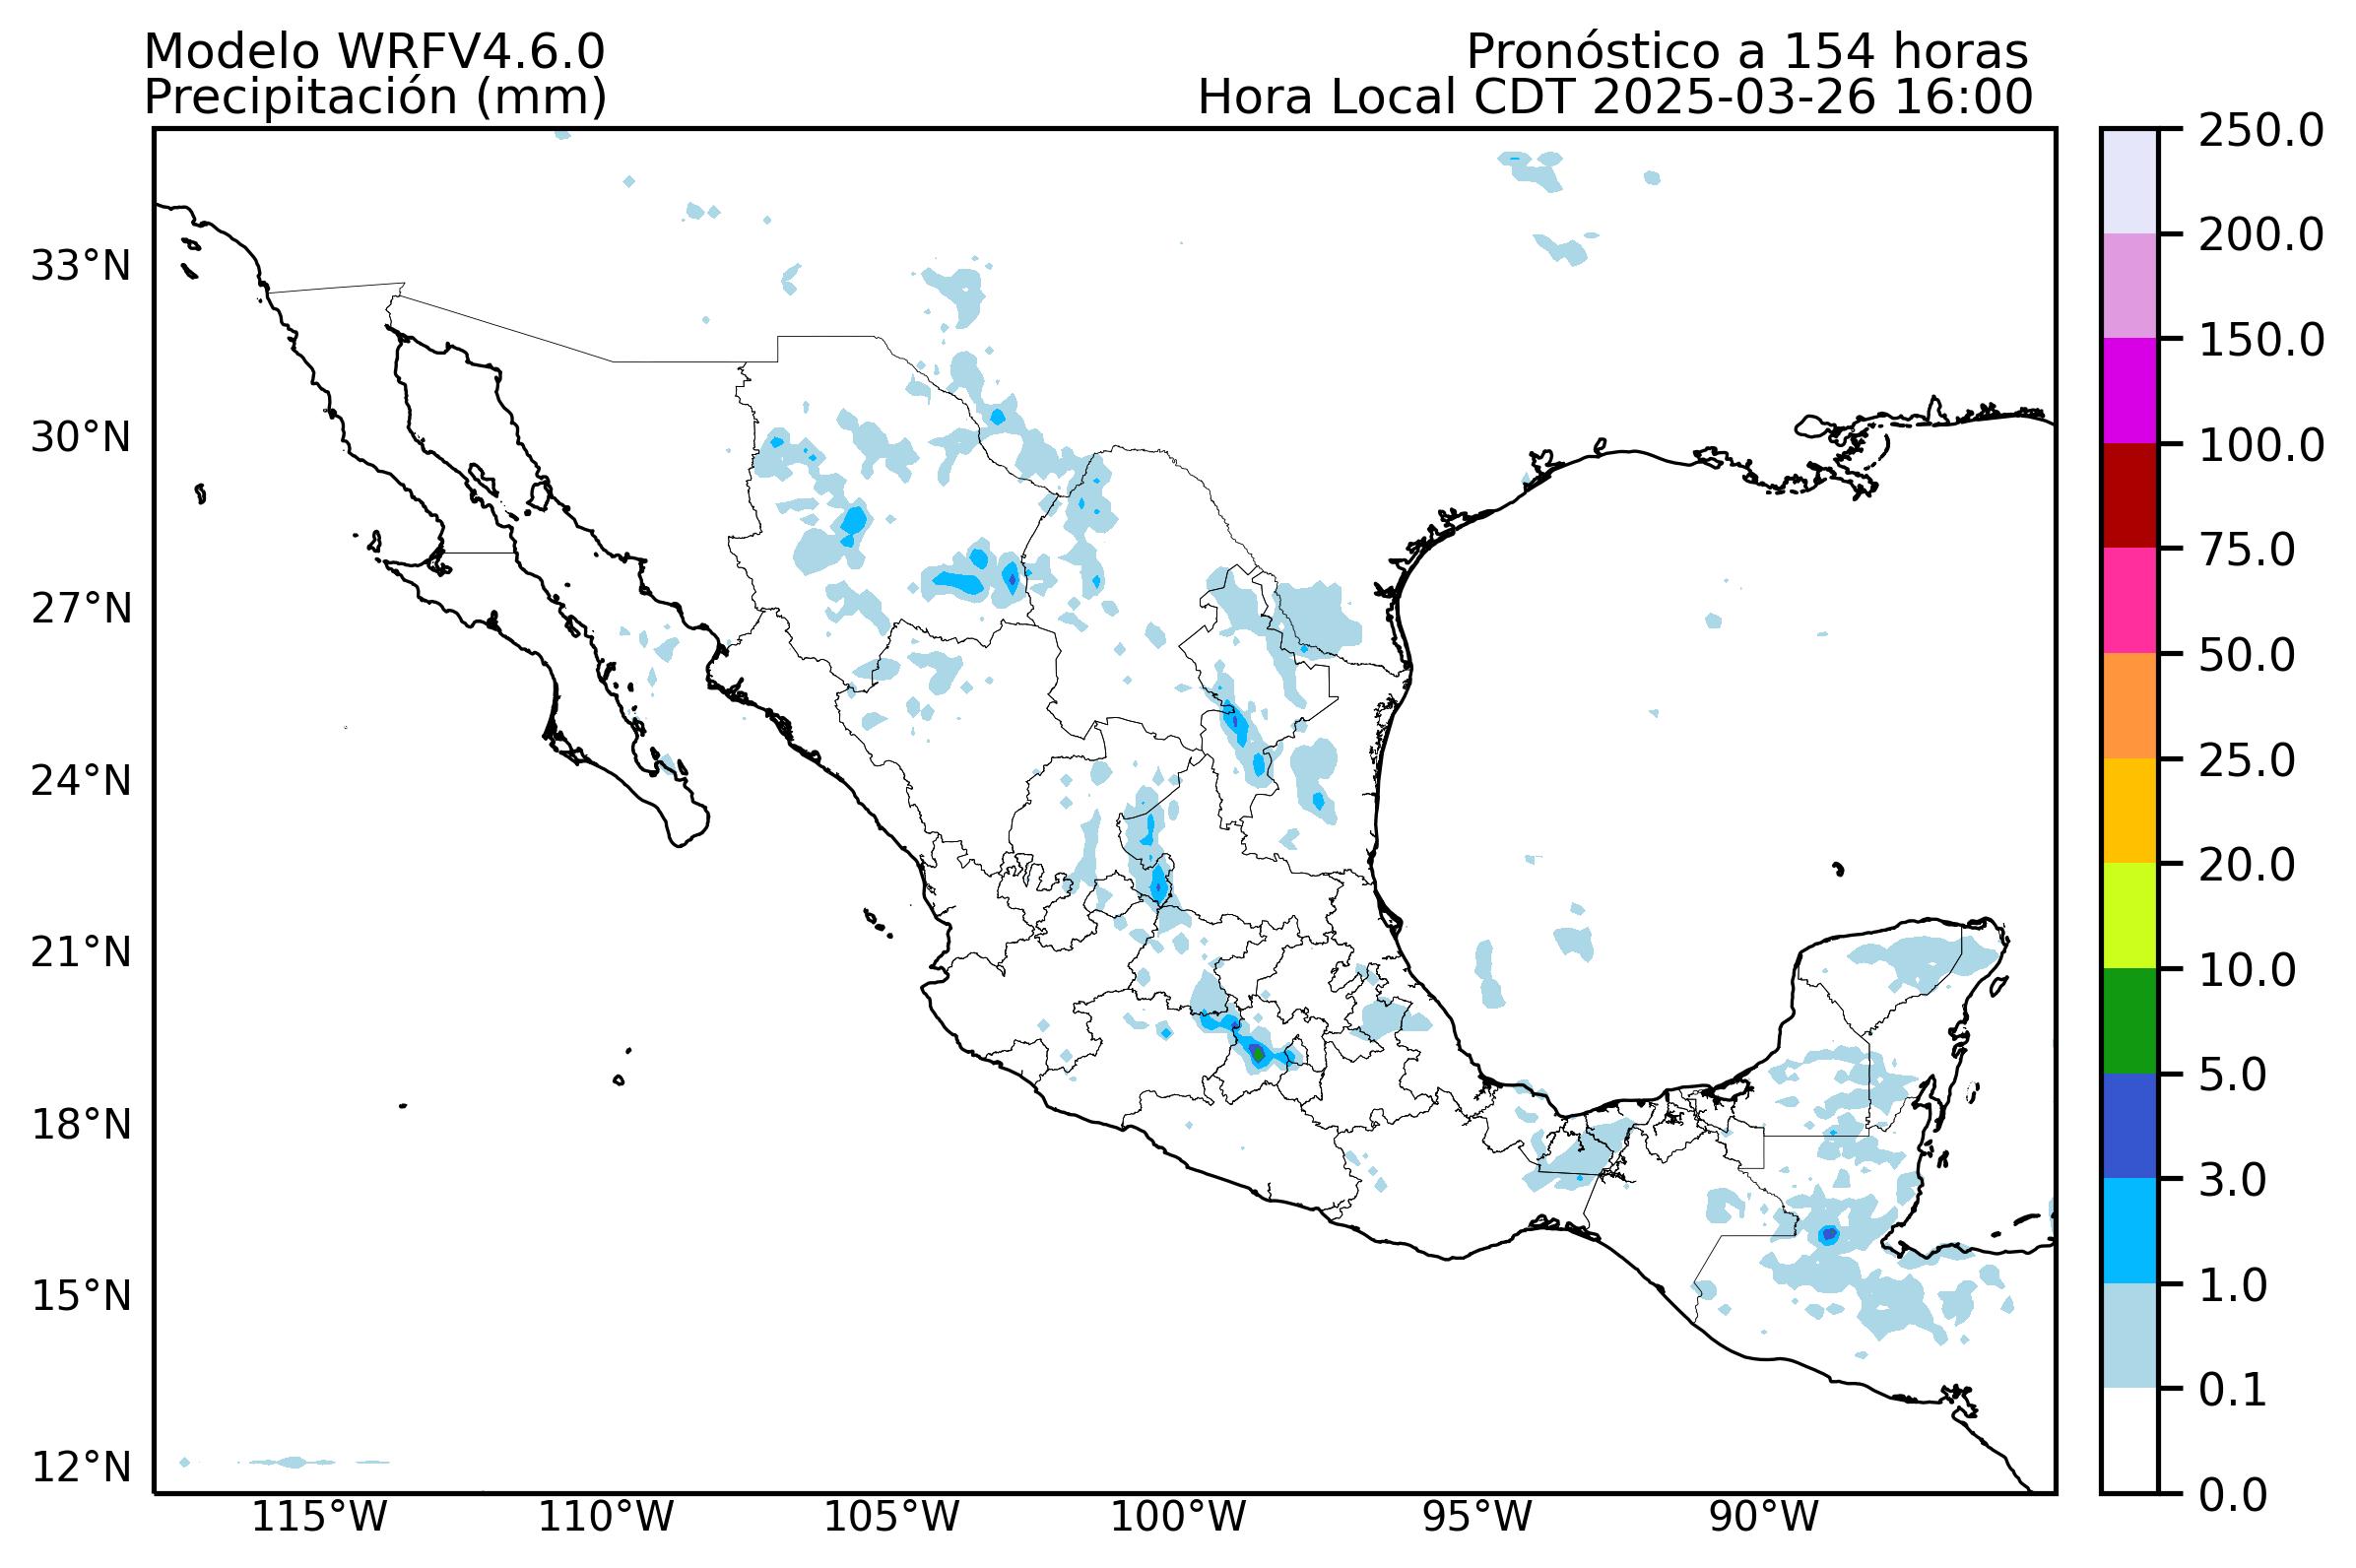 Modelo WRFV4.6.0
Precipitación (mm)
Pronóstico a 154 horas
Hora Local CDT 2025-03-26 16:00
33°N
30°N
27°N
24°N
21°N
18°N
15°N
12°N
115°W
110°W
105°W
100°W
95°W
90°W
250.0
200.0
150.0
100.0
75.0
50.0
25.0
20.0
10.0
5.0
3.0
1.0
0.1
0.0